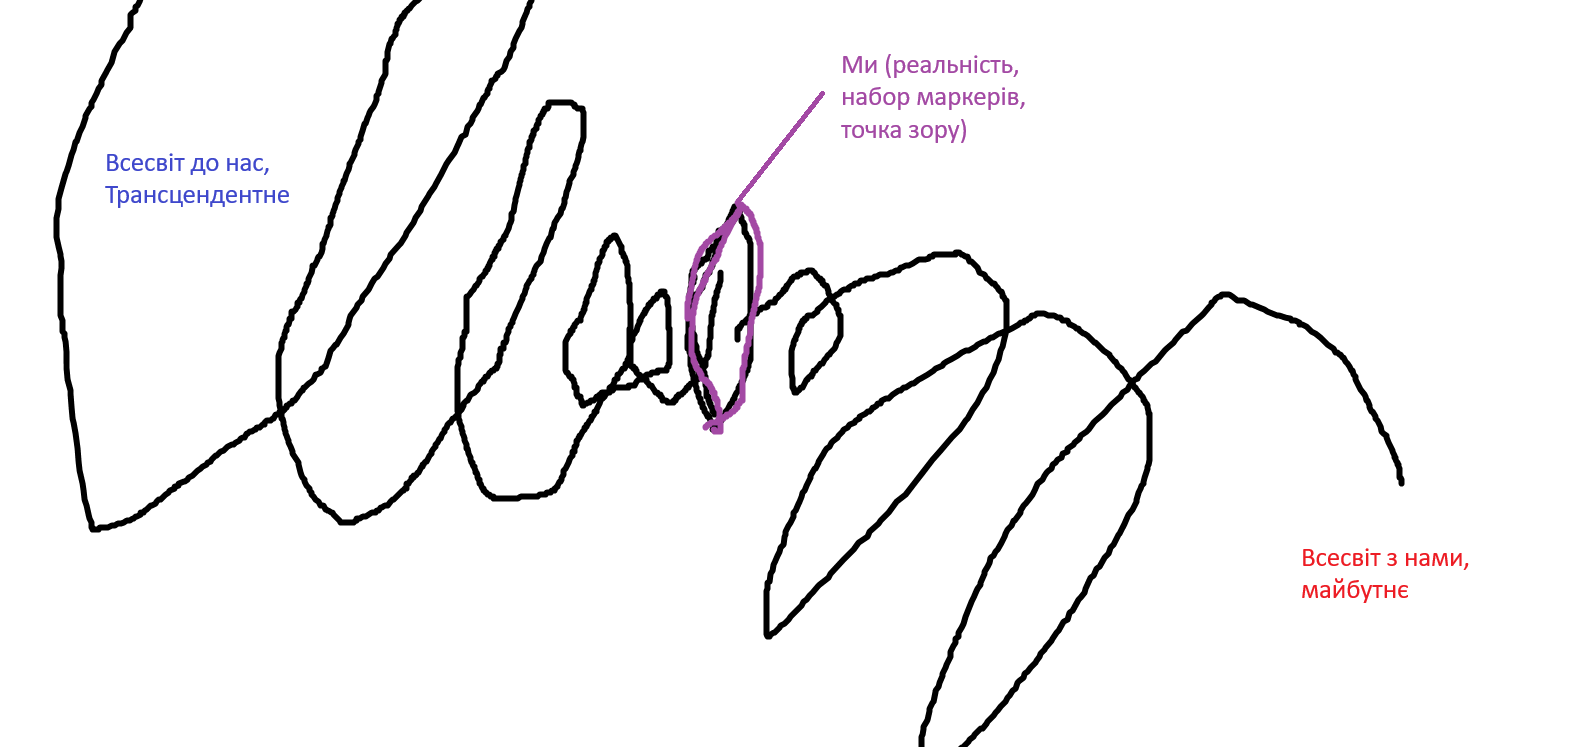 Ми (реальність,
набор маркерів,
точка зору)
Всесвіт до нас,
Трансцендентне
Всесвіт з нами,
майбутнє